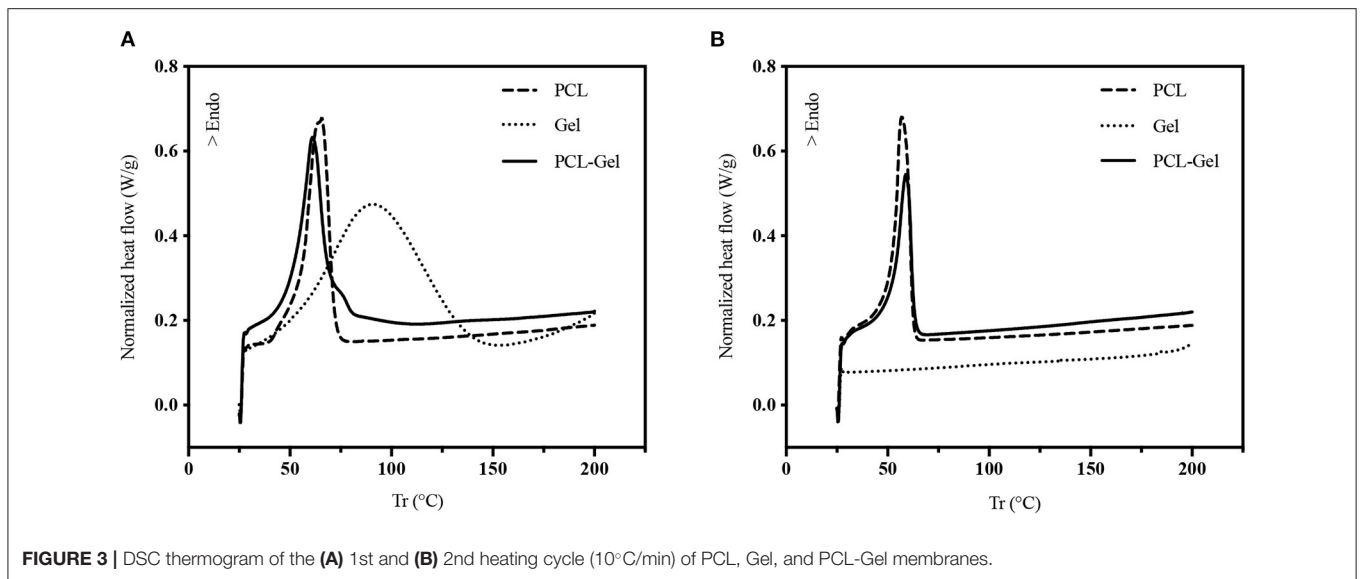 A
0.8
0.6
0.4
0.2
0.0
Normalized heat flow (W/g)
> Endo
PCL
Gel
PCL-Gel
0
50
100
150
200
Tr (°C)
B
0.8
0.6
0.4
0.2
0.0
Normalized heat flow (W/g)
> Endo
PCL
Gel
PCL-Gel
0
50
100
150
200
Tr (°C)
FIGURE 3 | DSC thermogram of the (A) 1st and (B) 2nd heating cycle (10°C/min) of PCL, Gel, and PCL-Gel membranes.